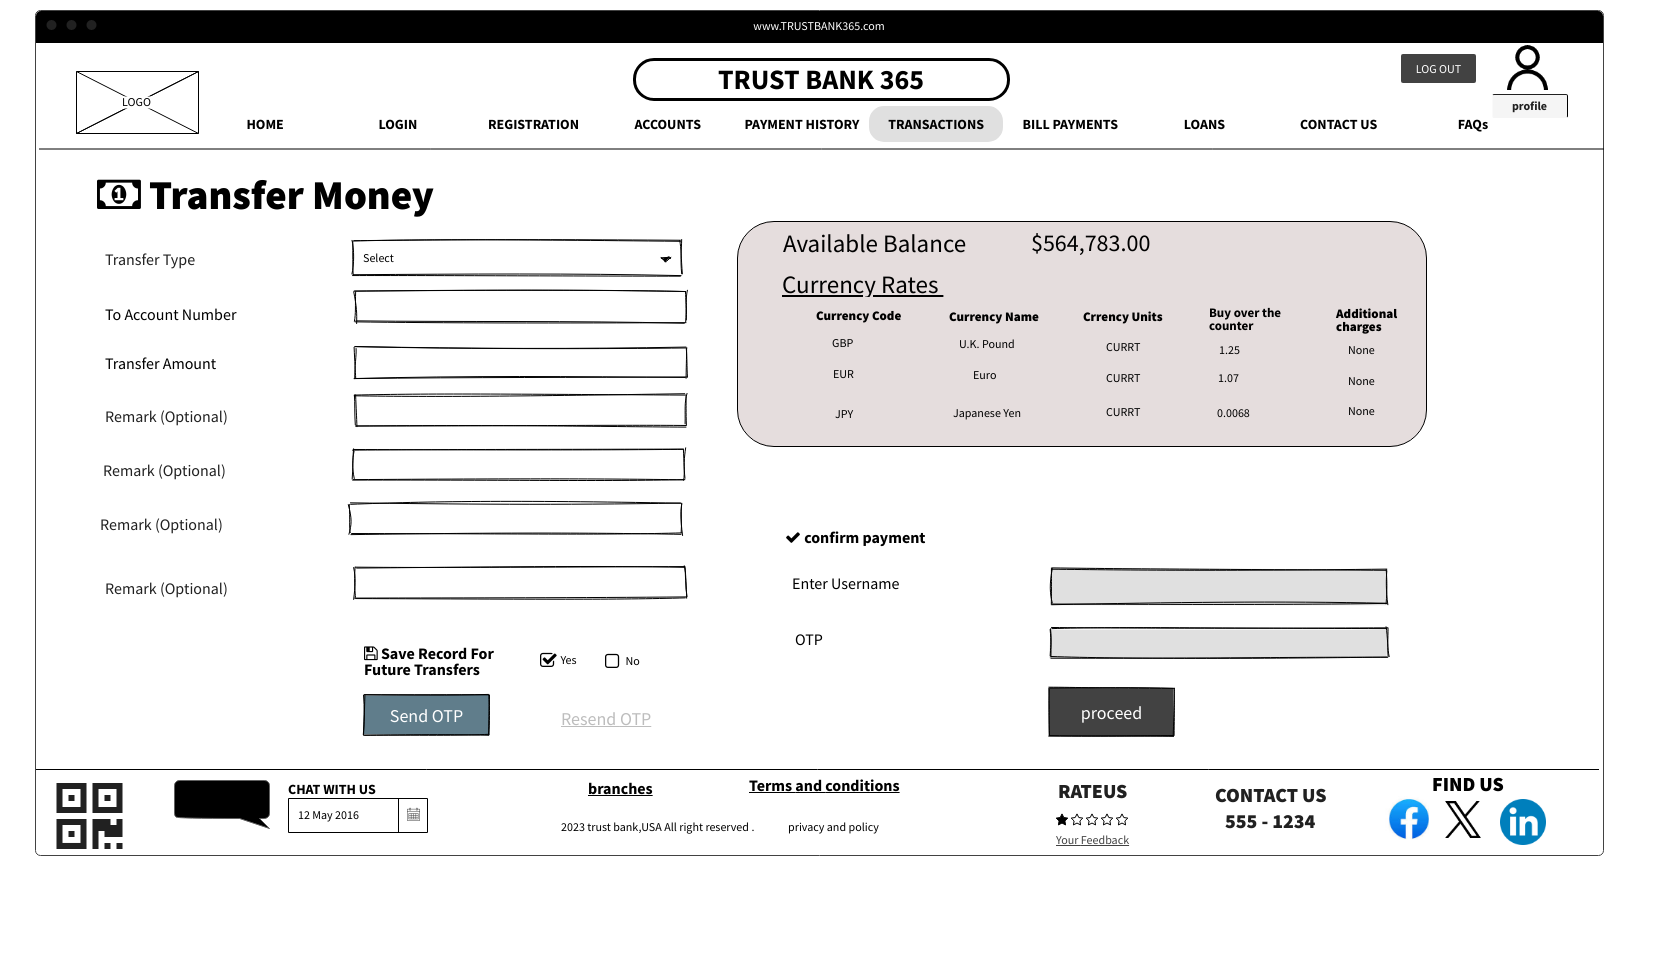 www.TRUSTBANK365.com
LOGO
TRUST BANK 365
LOG OUT
profile
HOME LOGIN REGISTRATION ACCOUNTS PAYMENT HISTORY TRANSACTIONS BILL PAYMENTS LOANS CONTACT US FAQs
1 Transfer Money
Transfer Type Select
To Account Number
Transfer Amount
Remark (Optional)
Remark (Optional)
Remark (Optional)
Remark (Optional)
Save Record For
Future Transfers
Yes No
Send OTP Resend OTP
Available Balance $564,783.00
Currency Rates
Currency Code Currency Name Crrency Units Buy over the counter Additional charges
GBP U.K. Pound CURRT 1.25 None
EUR Euro CURRT 1.07 None
JPY Japanese Yen CURRT 0.0068 None
confirm payment
Enter Username
OTP
proceed
CHAT WITH US
12 May 2016
branches
Terms and conditions
2023 trust bank,USA All right reserved .
privacy and policy
RATEUS
Your Feedback
CONTACT US
555 - 1234
FIND US
f X in